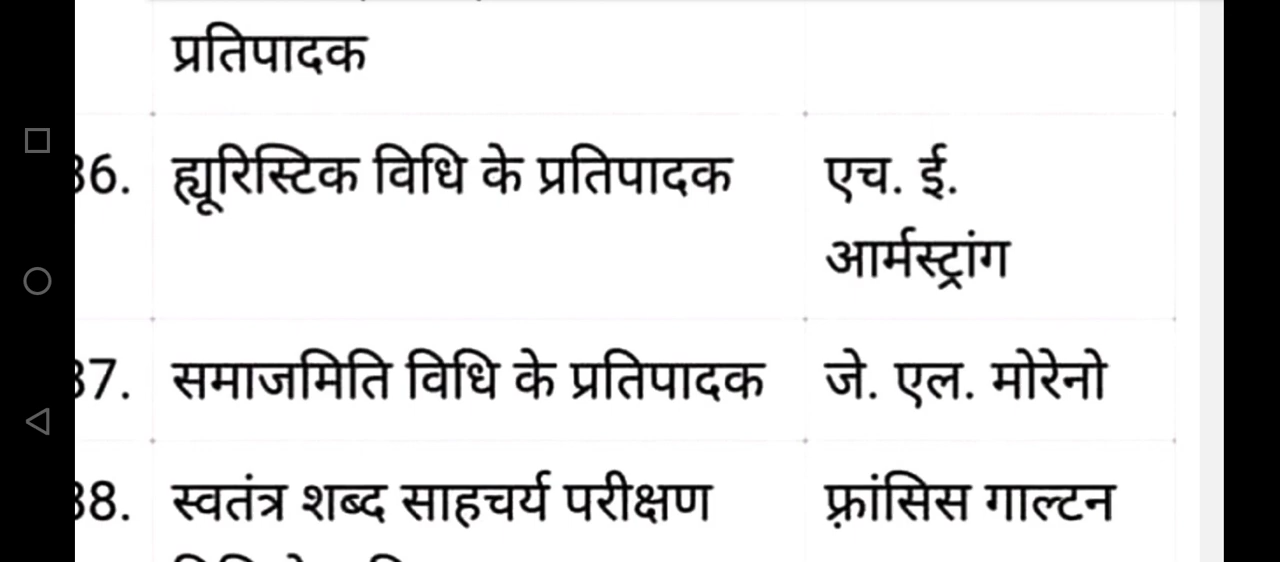 प्रतिपादक
36. ह्यूरिस्टिक विधि के प्रतिपादक एच. ई.
आर्मस्ट्रांग
37. समाजमिति विधि के प्रतिपादक जे. एल. मोरेनो
38. स्वतंत्र शब्द साहचर्य परीक्षण फ़्रांसिस गाल्टन